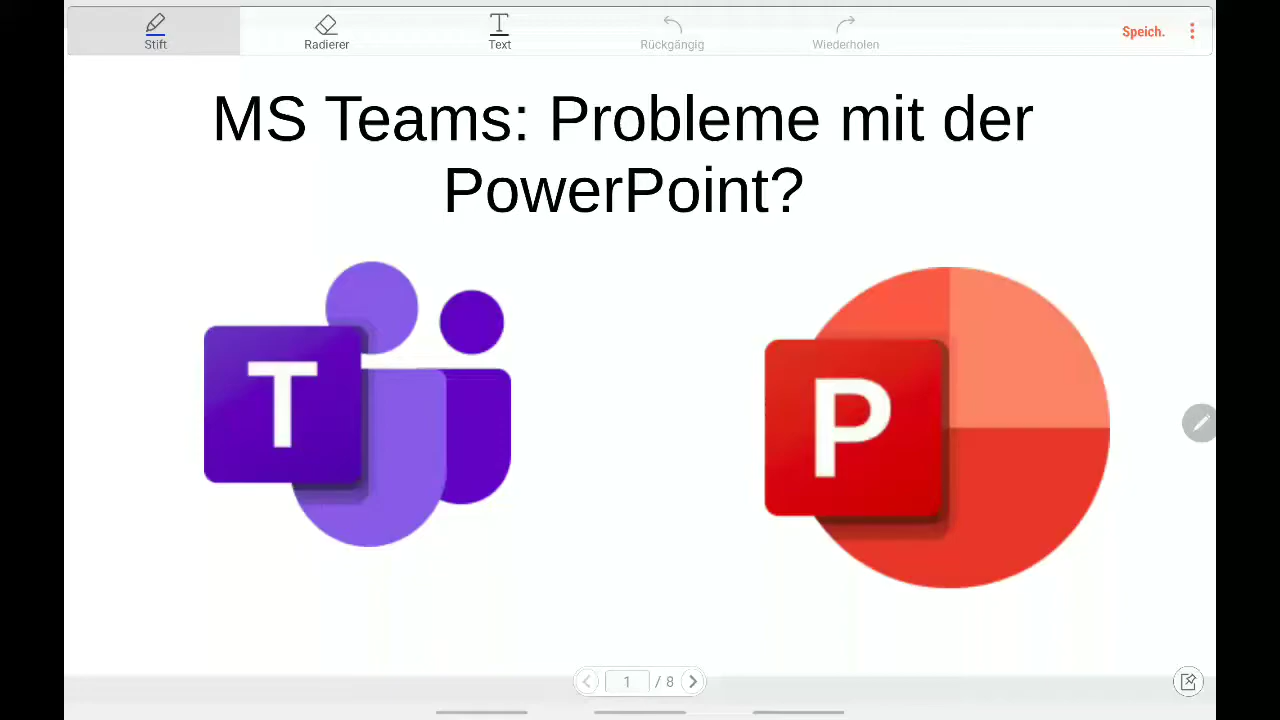 Stift
Radierer
Text
Rückgängig
Wiederholen
Speich.
MS Teams: Probleme mit der
PowerPoint?
T
P
1 / 8